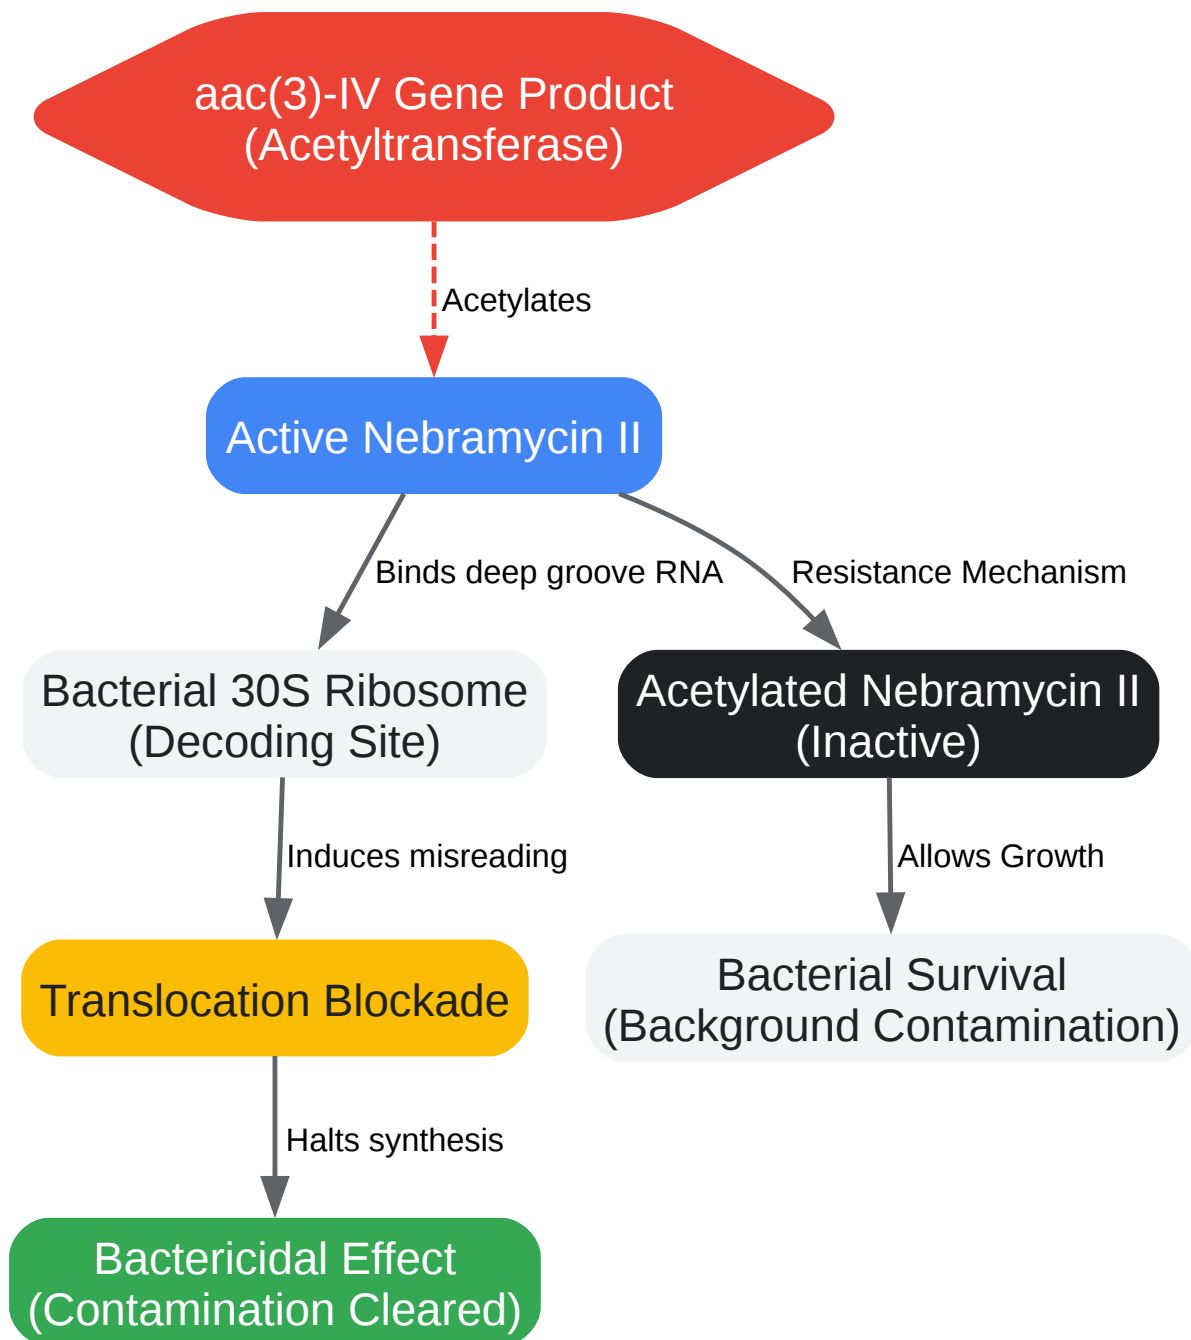 aac(3)-IV Gene Product
(Acetyltransferase)
Acetylates
Active Nebramycin II
Binds deep groove RNA
Resistance Mechanism
Bacterial 30S Ribosome
(Decoding Site)
Acetylated Nebramycin II
(Inactive)
Induces misreading
Allows Growth
Translocation Blockade
Bacterial Survival
(Background Contamination)
Halts synthesis
Bactericidal Effect
(Contamination Cleared)